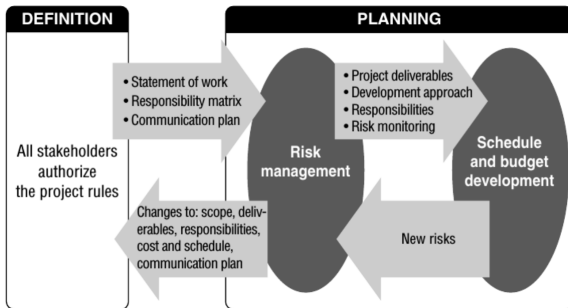 DEFINITION
PLANNING
All stakeholders
authorize
the project rules
• Statement of work
• Responsibility matrix
• Communication plan
Risk
management
• Project deliverables
• Development approach
• Responsibilities
• Risk monitoring
Schedule
and budget
development
Changes to: scope, deliv-
erables, responsibilities,
cost and schedule,
communication plan
New risks